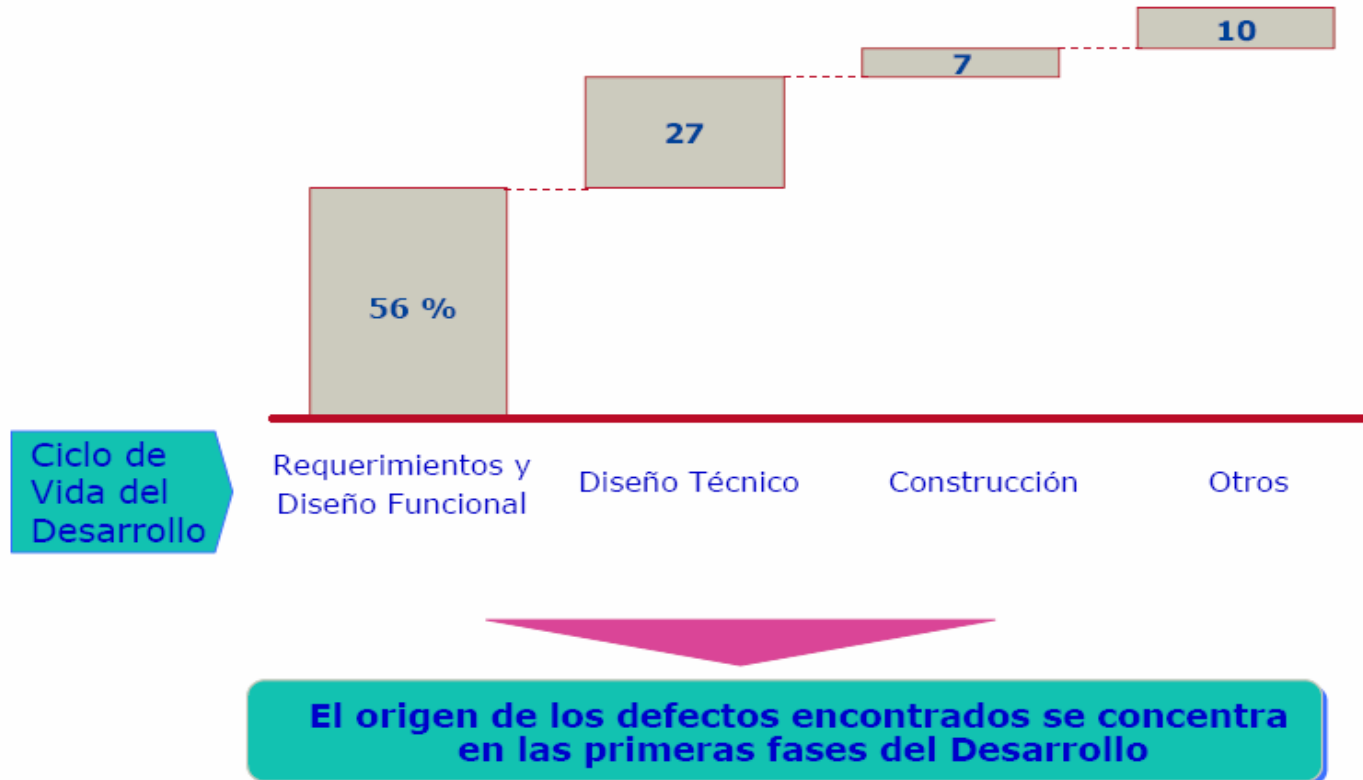 10
7
27
56 %
Ciclo de
Vida del
Desarrollo
Requerimientos y
Diseño Funcional
Diseño Técnico
Construcción
Otros
El origen de los defectos encontrados se concentra
en las primeras fases del Desarrollo